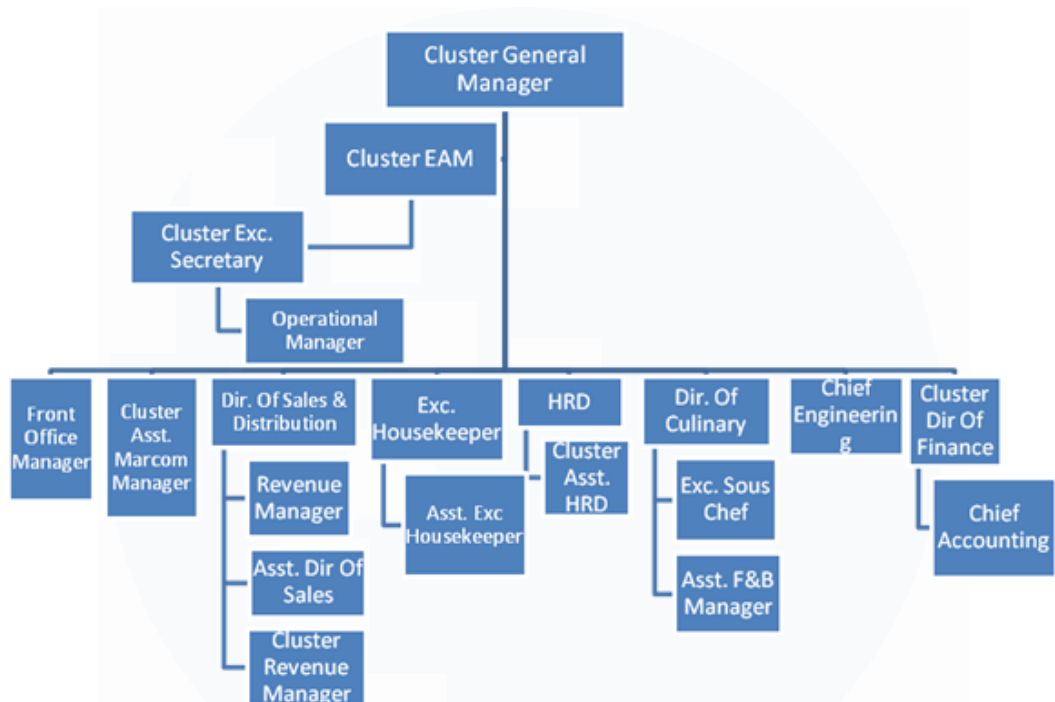 Cluster General
Manager
Cluster EAM
Cluster Exc.
Secretary
Operational
Manager
Front
Office
Manager
Cluster
Asst.
Marcom
Manager
Dir. Of Sales &
Distribution
Revenue
Manager
Asst. Dir Of
Sales
Cluster
Revenue
Manager
Exc.
Housekeeper
Asst. Exc
Housekeeper
HRD
Cluster
Asst.
HRD
Dir. Of
Culinary
Exc. Sous
Chef
Asst. F&B
Manager
Chief
Engineerin
g
Cluster
Dir Of
Finance
Chief
Accounting